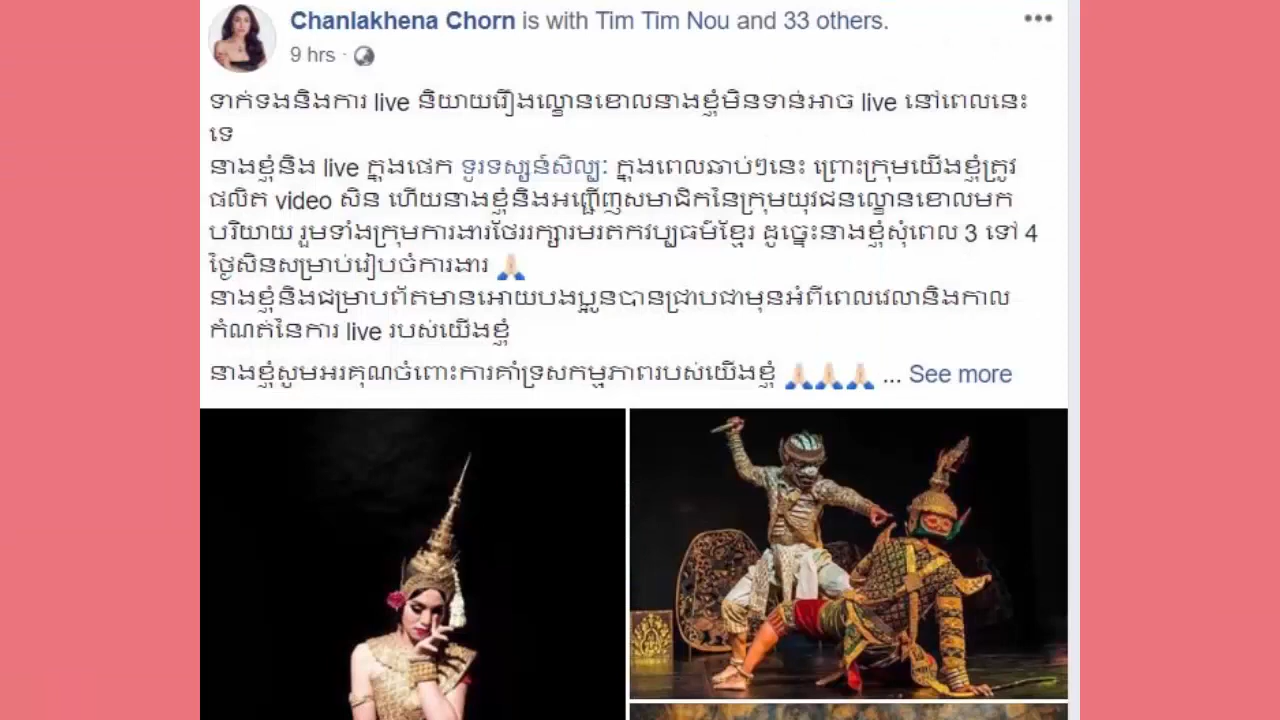 Chanlakhena Chorn is with Tim Tim Nou and 33 others.
9 hrs ·
ទាក់ទងនិងការ live និយាយរឿងល្ខោនខោលនាងខ្ញុំមិនទាន់អាច live នៅពេលនេះ
ទេ
នាងខ្ញុំនិង live ក្នុងផេក ទូរទស្សន៍សិល្បៈ ក្នុងពេលឆាប់ៗនេះ ព្រោះក្រុមយើងខ្ញុំត្រូវ
ផលិត video សិន ហើយនាងខ្ញុំនិងអញ្ជើញសមាជិកនៃក្រុមយុវជនល្ខោនខោលមក
បរិយាយ រួមទាំងក្រុមការងារថែររក្សារមរតកវប្បធម៌ខ្មែរ ដូច្នេះនាងខ្ញុំសុំពេល 3 ទៅ 4
ថ្ងៃសិនសម្រាប់រៀបចំការងារ 🙏🏻
នាងខ្ញុំនិងជម្រាបព័តមានអោយបងប្អូនបានជ្រាបជាមុនអំពីពេលវេលានិងកាល
កំណត់នៃការ live របស់យើងខ្ញុំ
នាងខ្ញុំសូមអរគុណចំពោះការគាំទ្រសកម្មភាពរបស់យើងខ្ញុំ 🙏🏻🙏🏻🙏🏻 ... See more